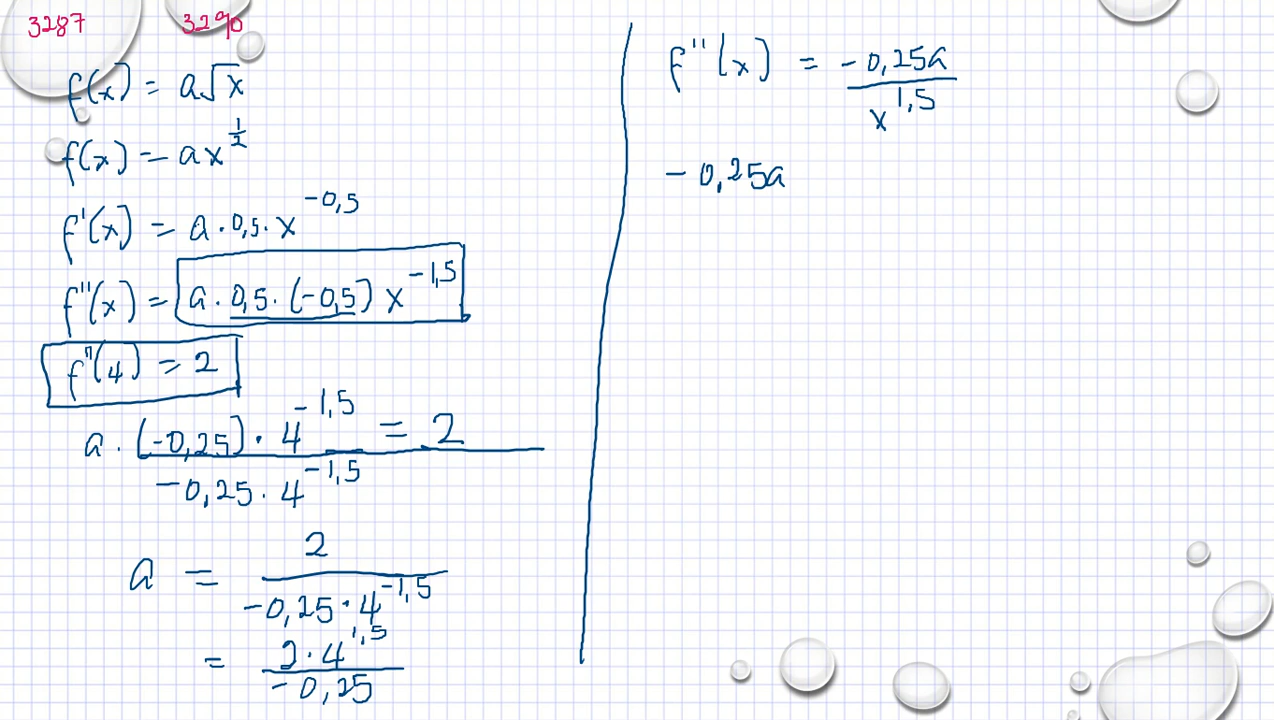 3287 3290
f(x) = a√x
f(x) = ax^{1/2}
f'(x) = a · 0,5 · x^{-0,5}
f''(x) = a · 0,5 · (-0,5) x^{-1,5}
f''(4) = 2
a · (-0,25) · 4^{-1,5} = 2
-0,25 · 4^{-1,5}
a = 2 / (-0,25 · 4^{-1,5})
= 2 · 4^{1,5} / -0,25
f''(x) = -0,25a / x^{1,5}
-0,25a